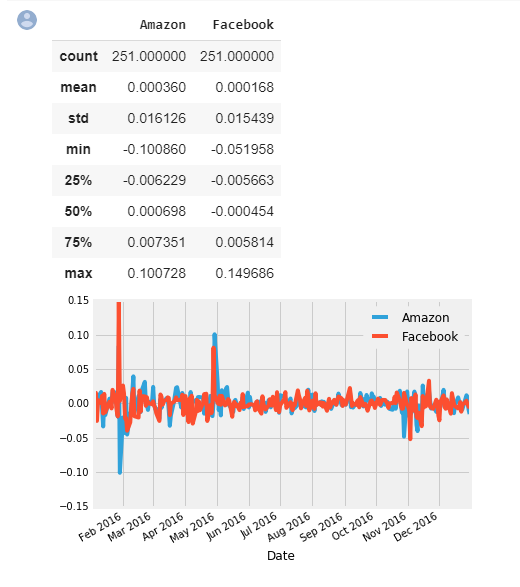 Amazon Facebook
count 251.000000 251.000000
mean 0.000360 0.000168
std 0.016126 0.015439
min -0.100860 -0.051958
25% -0.006229 -0.005663
50% 0.000698 -0.000454
75% 0.007351 0.005814
max 0.100728 0.149686
0.15
Amazon
0.10
Facebook
0.05
0.00
−0.05
−0.10
−0.15
Feb 2016 Mar 2016 Apr 2016 May 2016 Jun 2016 Jul 2016 Aug 2016 Sep 2016 Oct 2016 Nov 2016 Dec 2016
Date